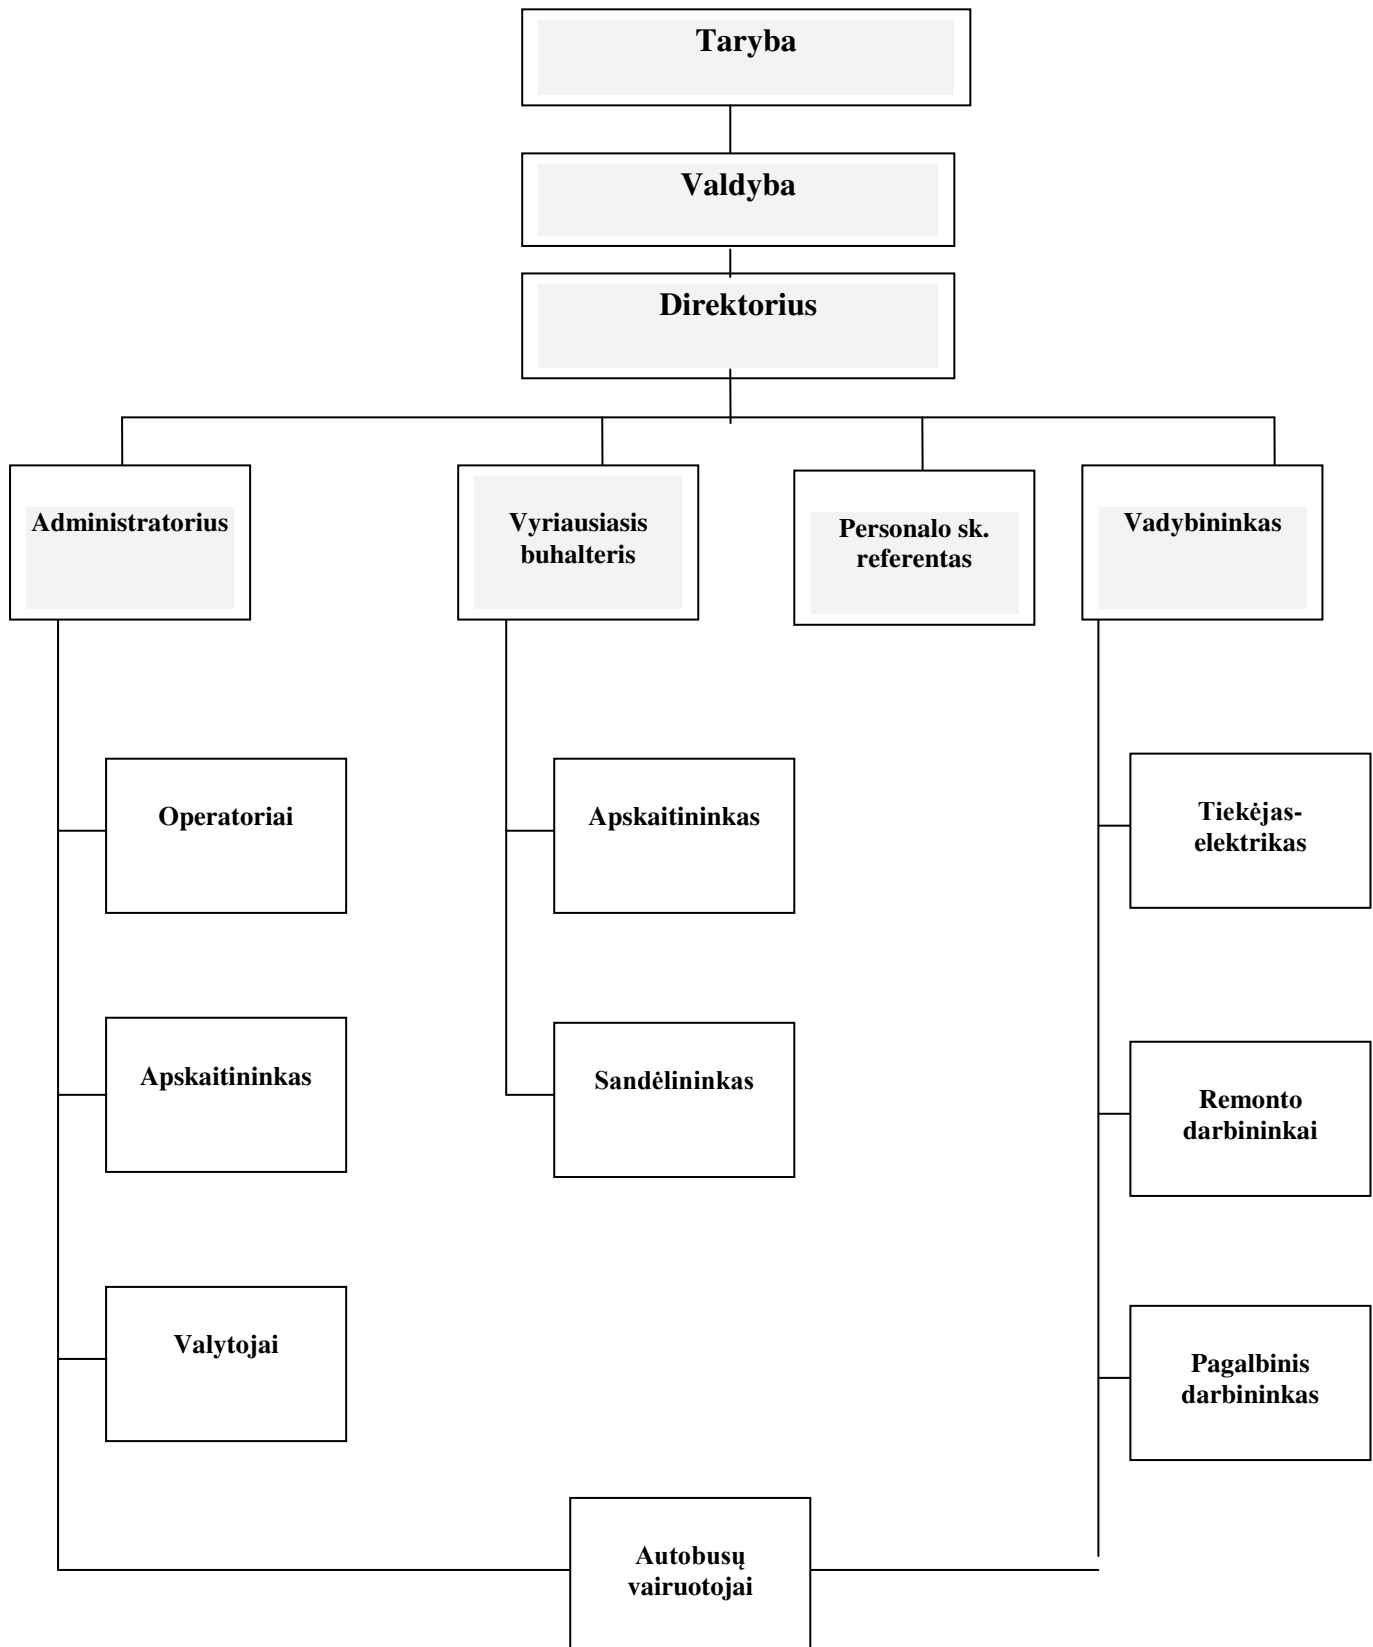 Taryba
Valdyba
Direktorius
Administratorius
Vyriausiasis
buhalteris
Personalo sk.
referentas
Vadybininkas
Operatoriai
Apskaitininkas
Tiekėjas-
elektrikas
Apskaitininkas
Sandėlininkas
Remonto
darbininkai
Valytojai
Pagalbinis
darbininkas
Autobusų
vairuotojai